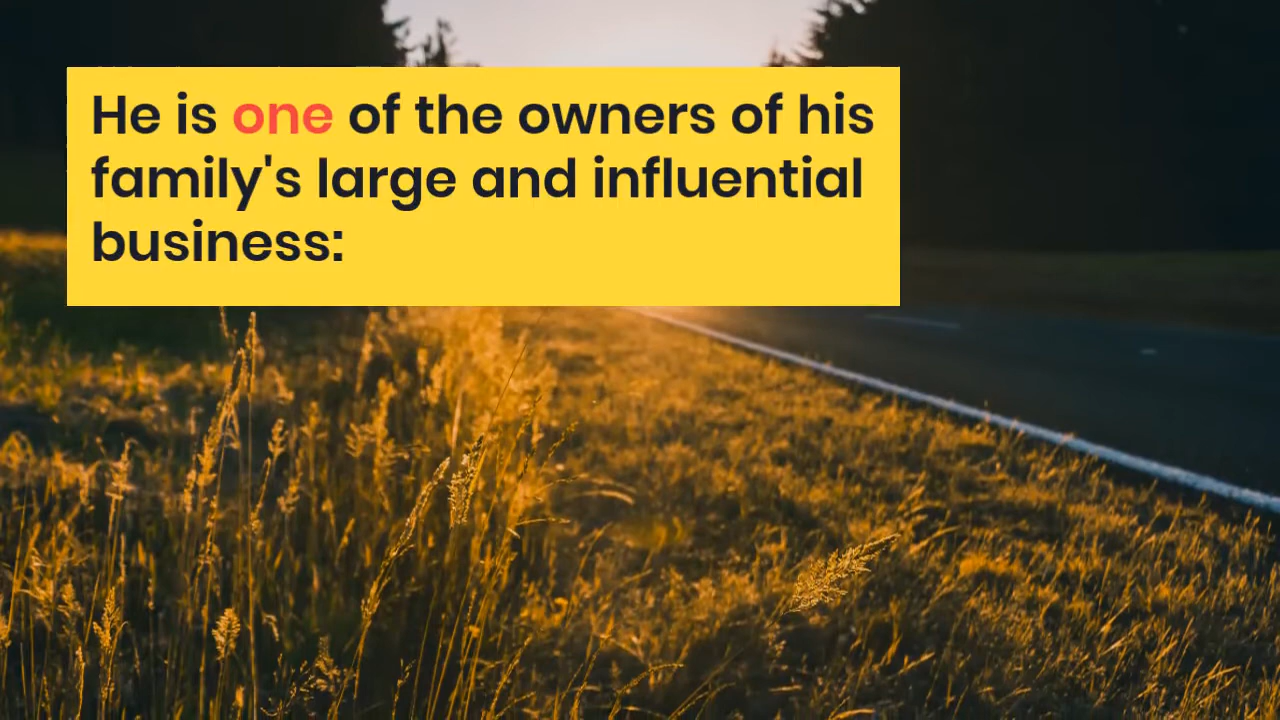 He is one of the owners of his
family's large and influential
business: